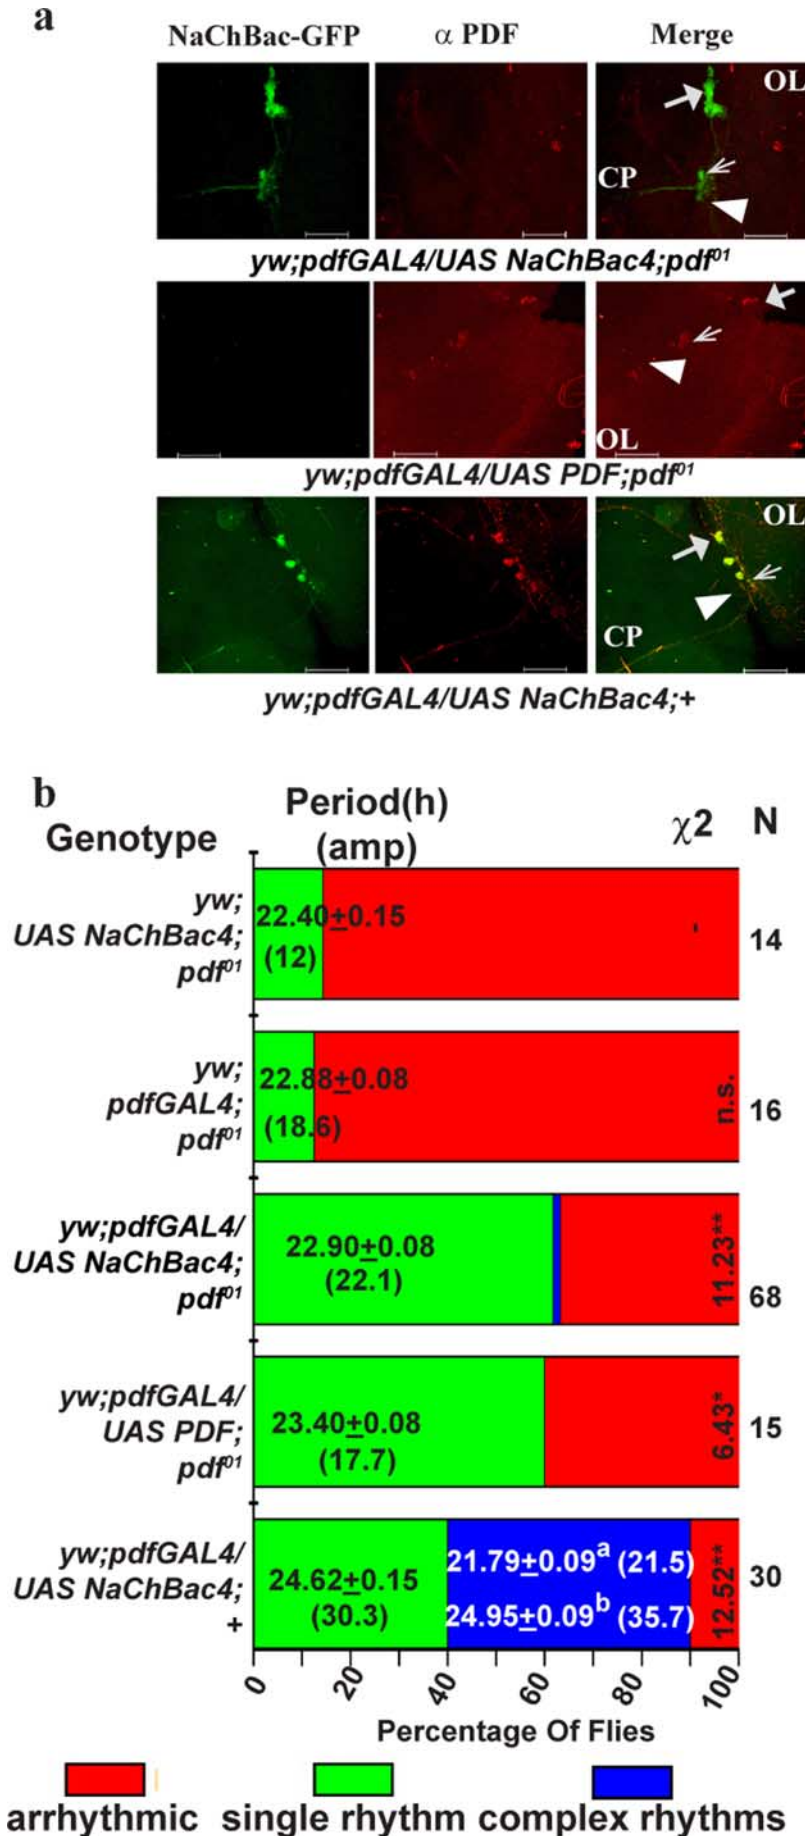 a
NaChBac-GFP α PDF Merge
OL
CP
yw;pdfGAL4/UAS NaChBac4;pdf⁰¹
OL
yw;pdfGAL4/UAS PDF;pdf⁰¹
OL
CP
yw;pdfGAL4/UAS NaChBac4;+
b
Genotype Period(h) (amp) χ2 N
yw;
UAS NaChBac4;
pdf⁰¹
22.40±0.15
(12)
14
yw;
pdfGAL4;
pdf⁰¹
22.88±0.08
(18.6)
n.s.
16
yw;pdfGAL4/
UAS NaChBac4;
pdf⁰¹
22.90±0.08
(22.1)
11.23**
68
yw;pdfGAL4/
UAS PDF;
pdf⁰¹
23.40±0.08
(17.7)
6.43*
15
yw;pdfGAL4/
UAS NaChBac4;
+
24.62±0.15
(30.3)
21.79±0.09ᵃ (21.5)
24.95±0.09ᵇ (35.7)
12.52**
30
0 20 40 60 80 100
Percentage Of Flies
arrhythmic single rhythm complex rhythms